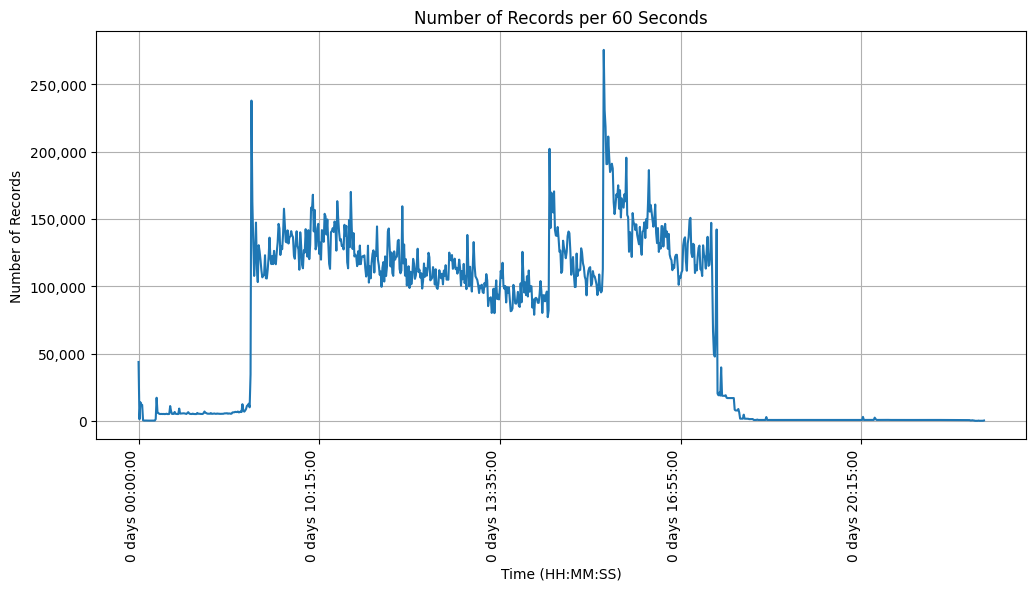 Number of Records per 60 Seconds
Number of Records
250,000
200,000
150,000
100,000
50,000
0
0 days 00:00:00
0 days 10:15:00
0 days 13:35:00
0 days 16:55:00
0 days 20:15:00
Time (HH:MM:SS)